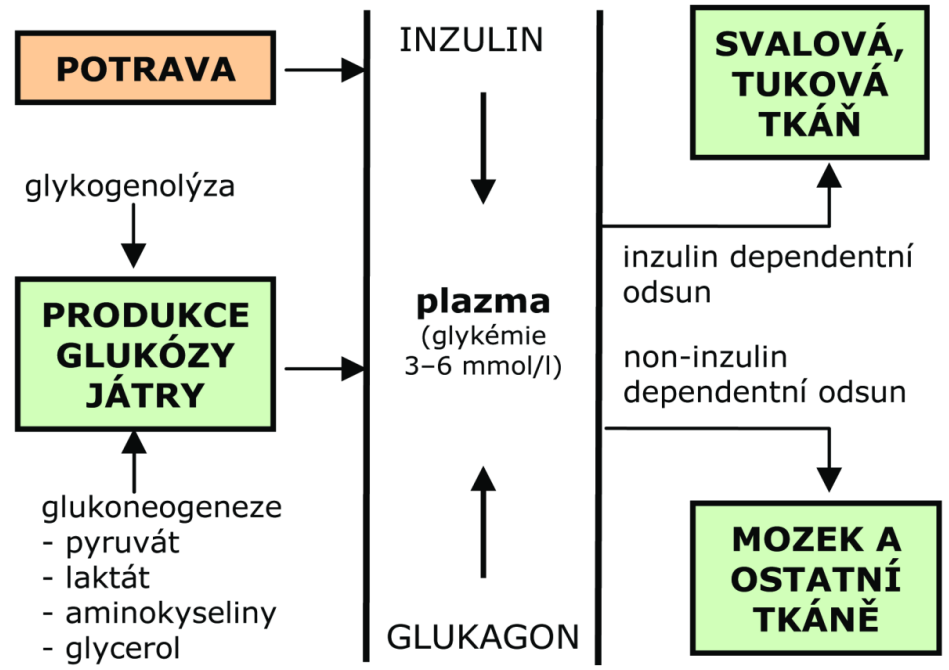 POTRAVA
glykogenolýza
PRODUKCE
GLUKÓZY
JÁTRY
glukoneogeneze
- pyruvát
- laktát
- aminokyseliny
- glycerol
INZULIN
plazma
(glykémie
3–6 mmol/l)
GLUKAGON
SVALOVÁ,
TUKOVÁ
TKÁŇ
inzulin dependentní
odsun
non-inzulin
dependentní odsun
MOZEK A
OSTATNÍ
TKÁNĚ